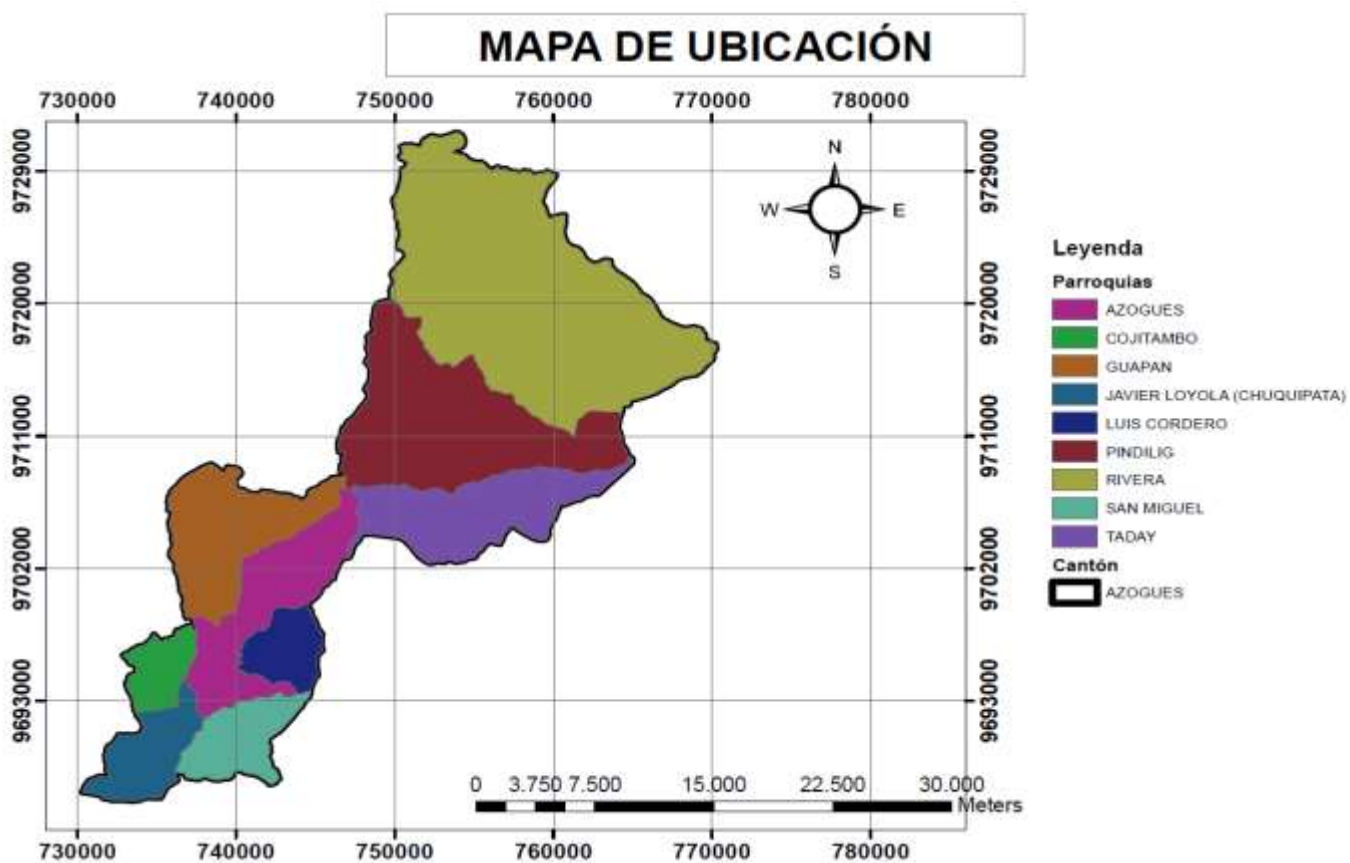 MAPA DE UBICACIÓN
730000 740000 750000 760000 770000 780000
9729000 9729000
N
W E
S
9720000 9720000
9711000 9711000
9702000 9702000
9693000 9693000
0 3.750 7.500 15.000 22.500 30.000
Meters
730000 740000 750000 760000 770000 780000
Leyenda
Parroquias
AZOGUES
COJITAMBO
GUAPAN
JAVIER LOYOLA (CHUQUIPATA)
LUIS CORDERO
PINDILIG
RIVERA
SAN MIGUEL
TADAY
Cantón
AZOGUES